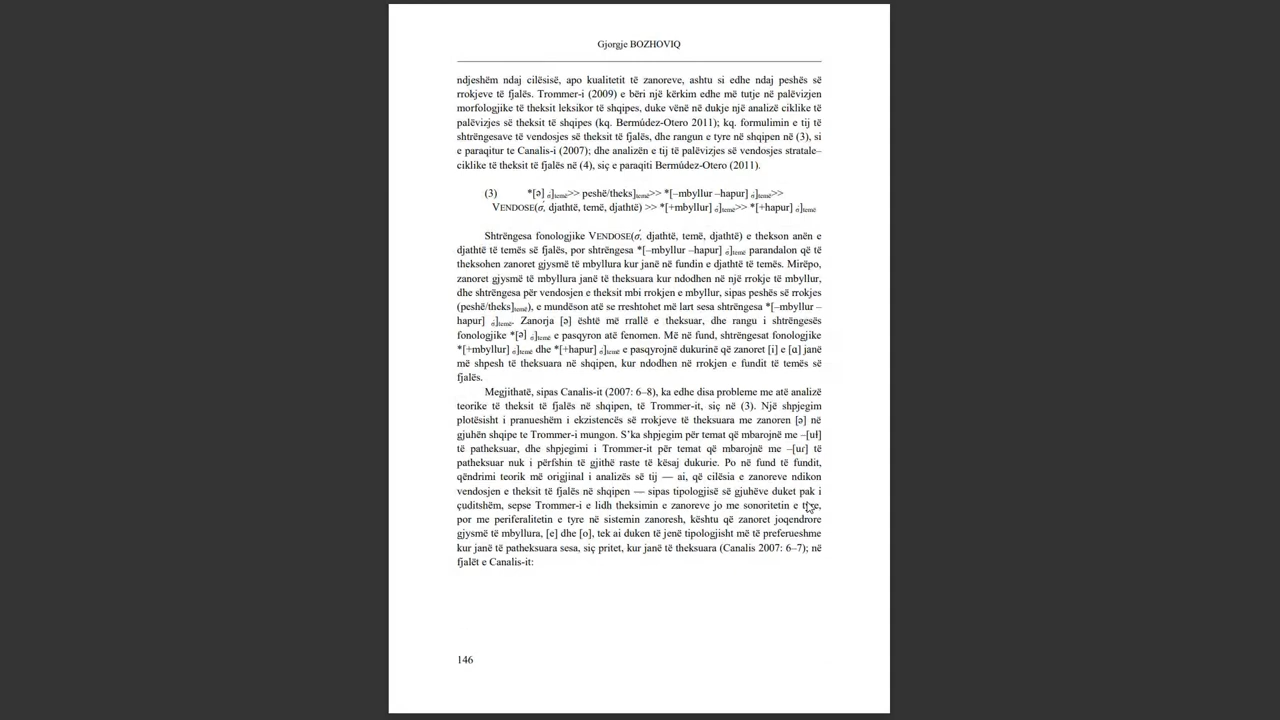 Gjorgje BOZHOVIQ
ndjeshëm ndaj cilësisë, apo kualitetit të zanoreve, ashtu si edhe ndaj peshës së
rrokjeve të fjalës. Trommer-i (2009) e bëri një kërkim edhe më tutje në palëvizjen
morfologjike të theksit leksikor të shqipes, duke vënë në dukje një analizë ciklike të
palëvizjes së theksit të shqipes (kq. Bermúdez-Otero 2011); kq. formulimin e tij të
shtrëngesave të vendosjes së theksit të fjalës, dhe rangun e tyre në shqipen në (3), si
e paraqitur te Canalis-i (2007); dhe analizën e tij të palëvizjes së vendosjes stratale–
ciklike të theksit të fjalës në (4), siç e paraqiti Bermúdez-Otero (2011).
(3) *[ə] σ́]temë>> peshë/theks]temë>> *[–mbyllur –hapur] σ́]temë>>
VENDOSE(σ́, djathtë, temë, djathtë) >> *[+mbyllur] σ́]temë>> *[+hapur] σ́]temë
Shtrëngesa fonologjike VENDOSE(σ́, djathtë, temë, djathtë) e thekson anën e
djathtë të temës së fjalës, por shtrëngesa *[–mbyllur –hapur] σ́]temë parandalon që të
theksohen zanoret gjysmë të mbyllura kur janë në fundin e djathtë të temës. Mirëpo,
zanoret gjysmë të mbyllura janë të theksuara kur ndodhen në një rrokje të mbyllur,
dhe shtrëngesa për vendosjen e theksit mbi rrokjen e mbyllur, sipas peshës së rrokjes
(peshë/theks]temë), e mundëson atë se rreshtohet më lart sesa shtrëngesa *[–mbyllur –
hapur] σ́]temë. Zanorja [ə] është më rrallë e theksuar, dhe rangu i shtrëngesës
fonologjike *[ə] σ́]temë e pasqyron atë fenomen. Më në fund, shtrëngesat fonologjike
*[+mbyllur] σ́]temë dhe *[+hapur] σ́]temë e pasqyrojnë dukurinë që zanoret [i] e [ɑ] janë
më shpesh të theksuara në shqipen, kur ndodhen në rrokjen e fundit të temës së
fjalës.
Megjithatë, sipas Canalis-it (2007: 6–8), ka edhe disa probleme me atë analizë
teorike të theksit të fjalës në shqipen, të Trommer-it, siç në (3). Një shpjegim
plotësisht i pranueshëm i ekzistencës së rrokjeve të theksuara me zanoren [ə] në
gjuhën shqipe te Trommer-i mungon. S’ka shpjegim për temat që mbarojnë me –[uɫ]
të patheksuar, dhe shpjegimi i Trommer-it për temat që mbarojnë me –[uɾ] të
patheksuar nuk i përfshin të gjithë raste të kësaj dukurie. Po në fund të fundit,
qëndrimi teorik më origjinal i analizës së tij — ai, që cilësia e zanoreve ndikon
vendosjen e theksit të fjalës në shqipen — sipas tipologjisë së gjuhëve duket pak i
çuditshëm, sepse Trommer-i e lidh theksimin e zanoreve jo me sonoritetin e tyre,
por me periferalitetin e tyre në sistemin zanoresh, kështu që zanoret joqendrore
gjysmë të mbyllura, [e] dhe [o], tek ai duken të jenë tipologjisht më të preferueshme
kur janë të patheksuara sesa, siç pritet, kur janë të theksuara (Canalis 2007: 6–7); në
fjalët e Canalis-it:
146